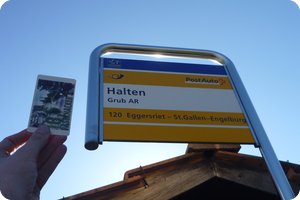 PostAuto
Halten
Grub AR
120 Eggersriet – St.Gallen–Engelburg